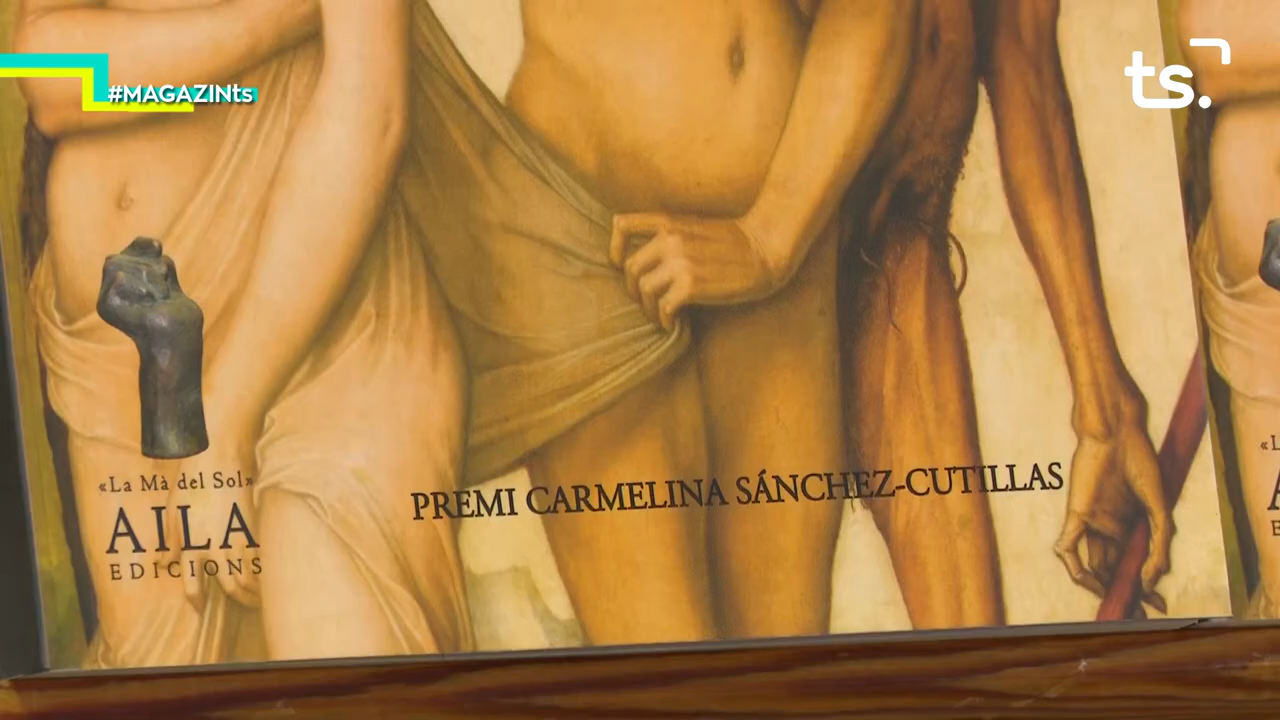 #MAGAZINts
ts.
«La Mà del Sol»
AILA
EDICIONS
PREMI CARMELINA SÁNCHEZ-CUTILLAS
«L
A
E